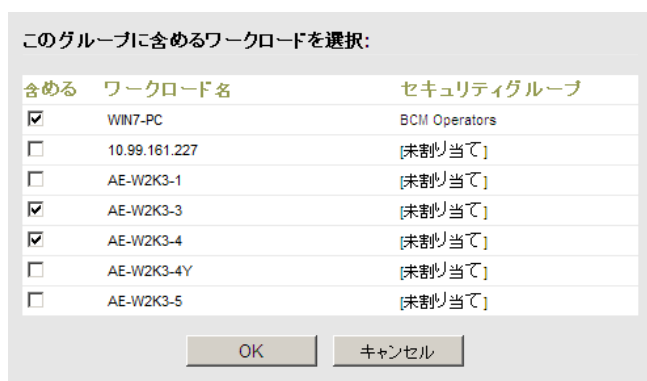 このグループに含めるワークロードを選択:
含める ワークロード名 セキュリティグループ
WIN7-PC BCM Operators
10.99.161.227 [未割り当て]
AE-W2K3-1 [未割り当て]
AE-W2K3-3 [未割り当て]
AE-W2K3-4 [未割り当て]
AE-W2K3-4Y [未割り当て]
AE-W2K3-5 [未割り当て]
OK キャンセル